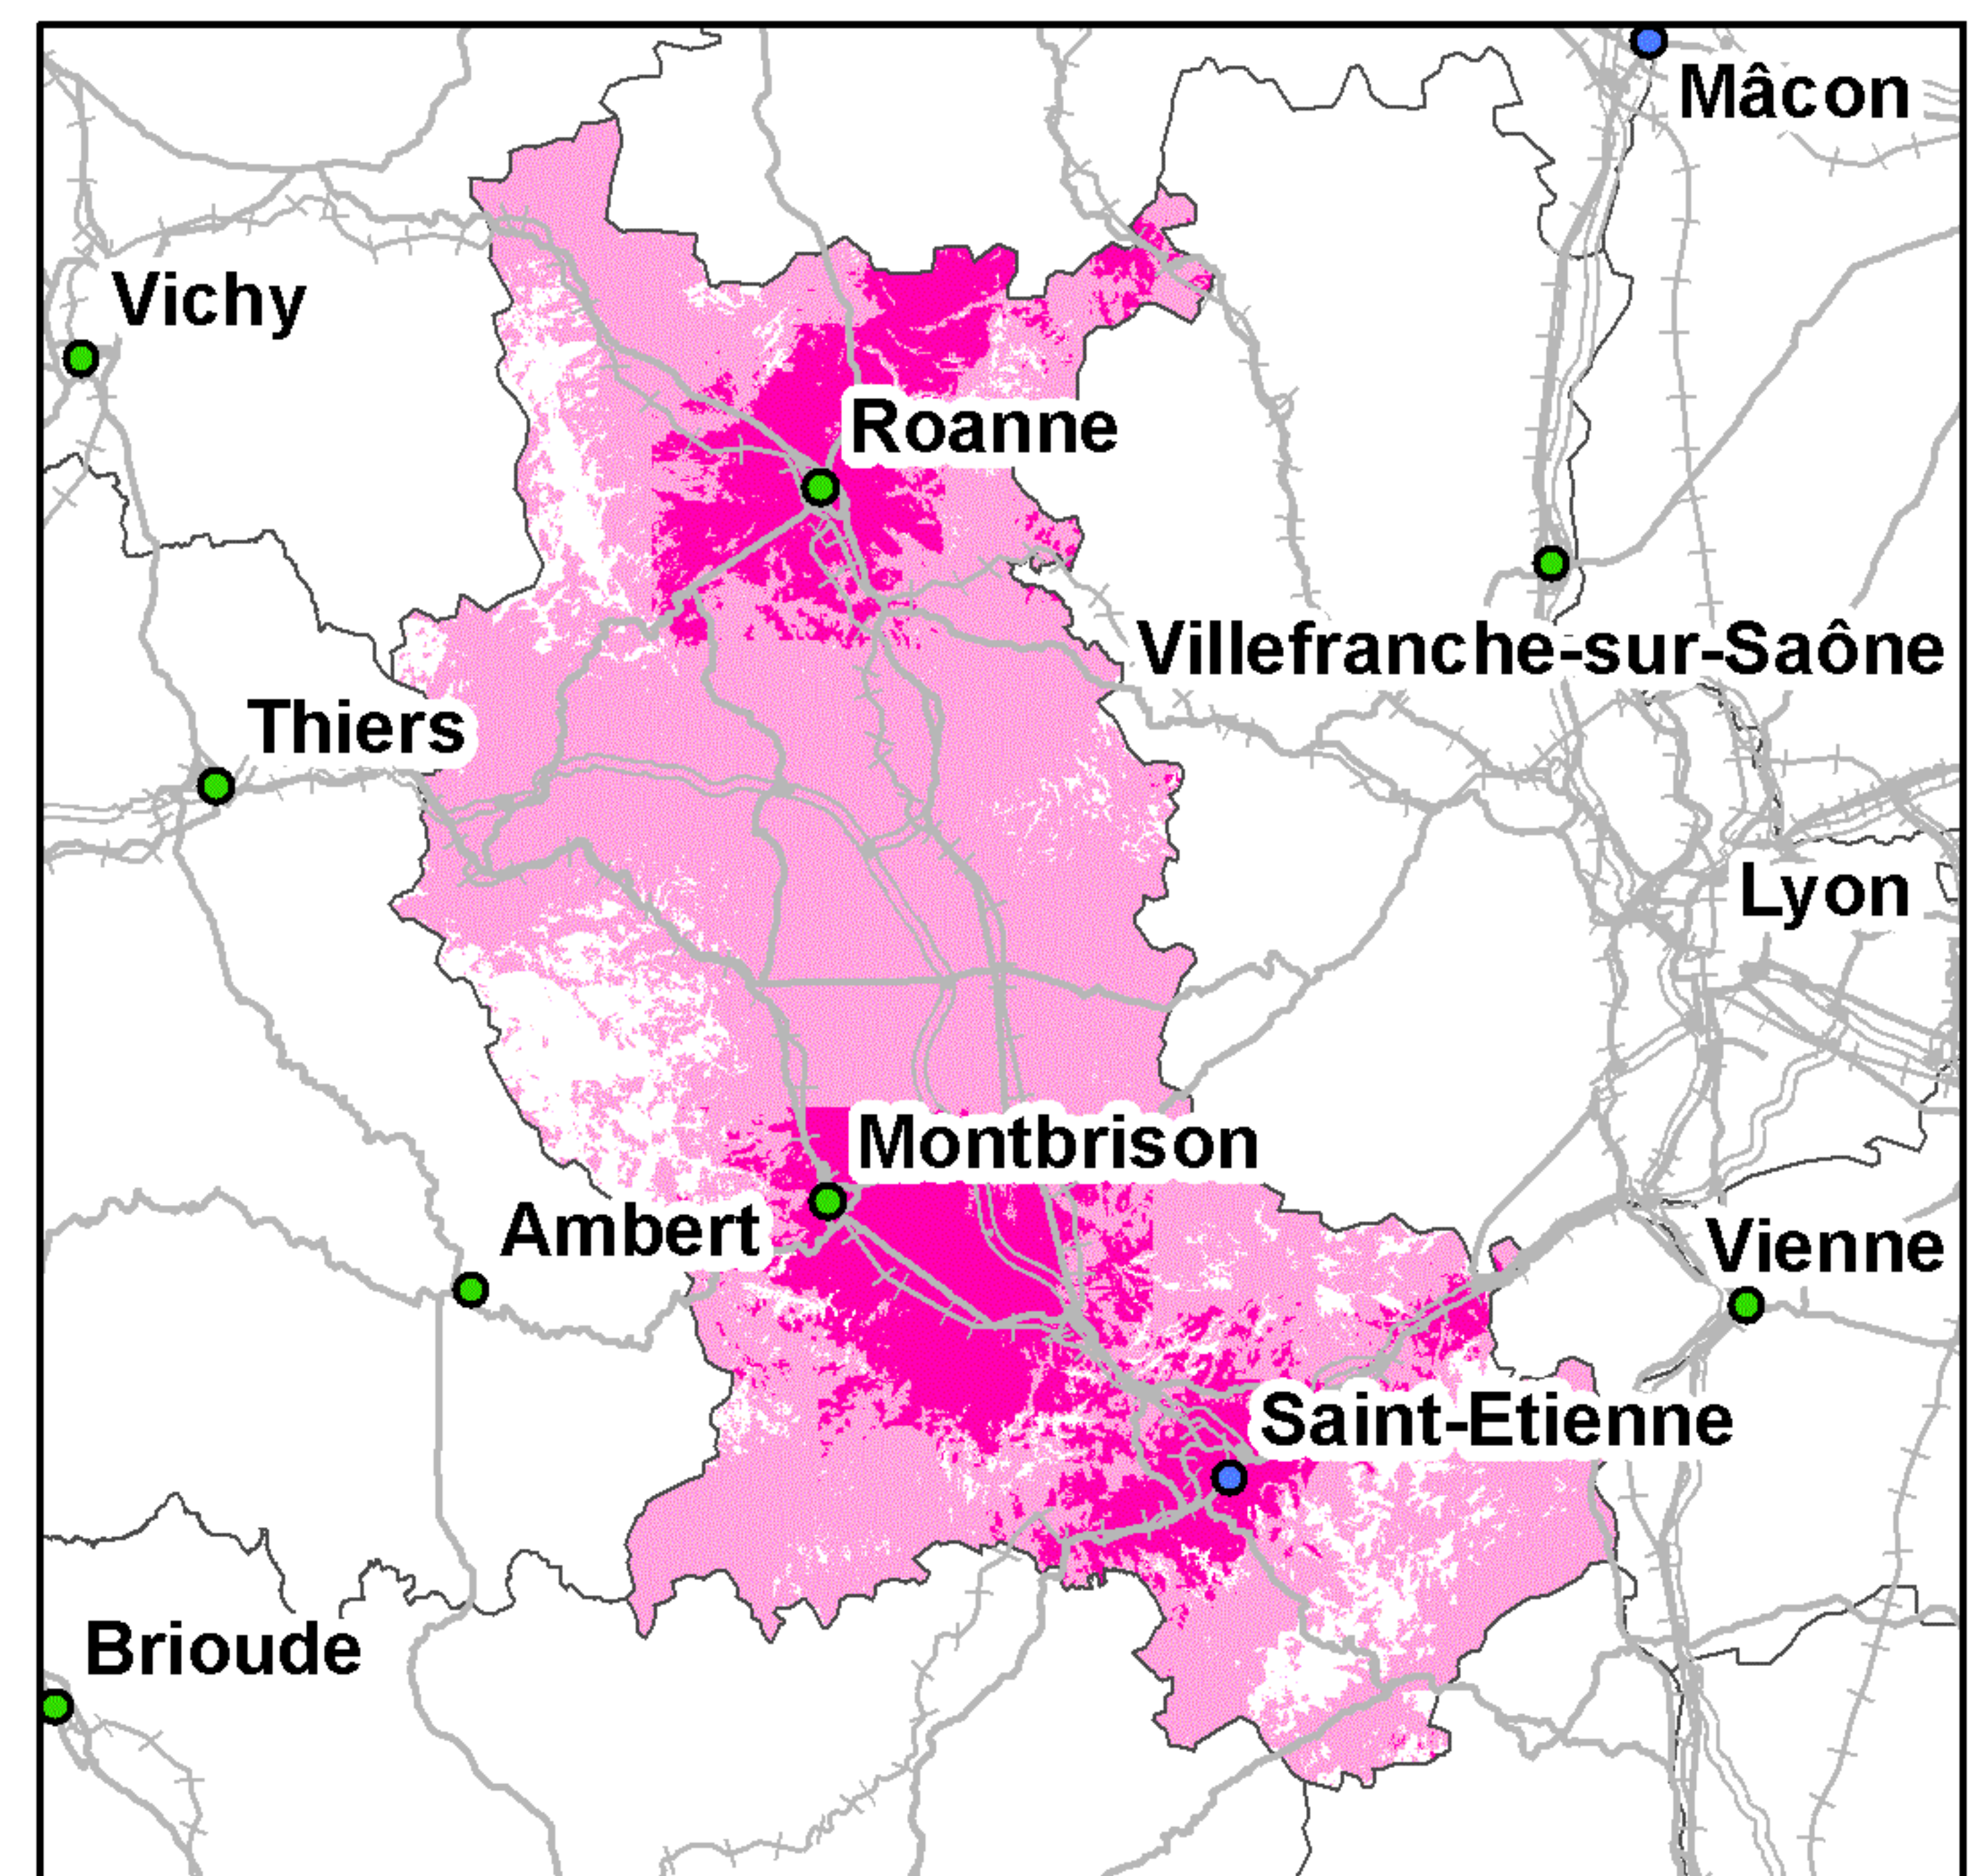 Mâcon
Vichy
Roanne
Villefranche-sur-Saône
Thiers
Lyon
Montbrison
Ambert
Vienne
Saint-Etienne
Brioude